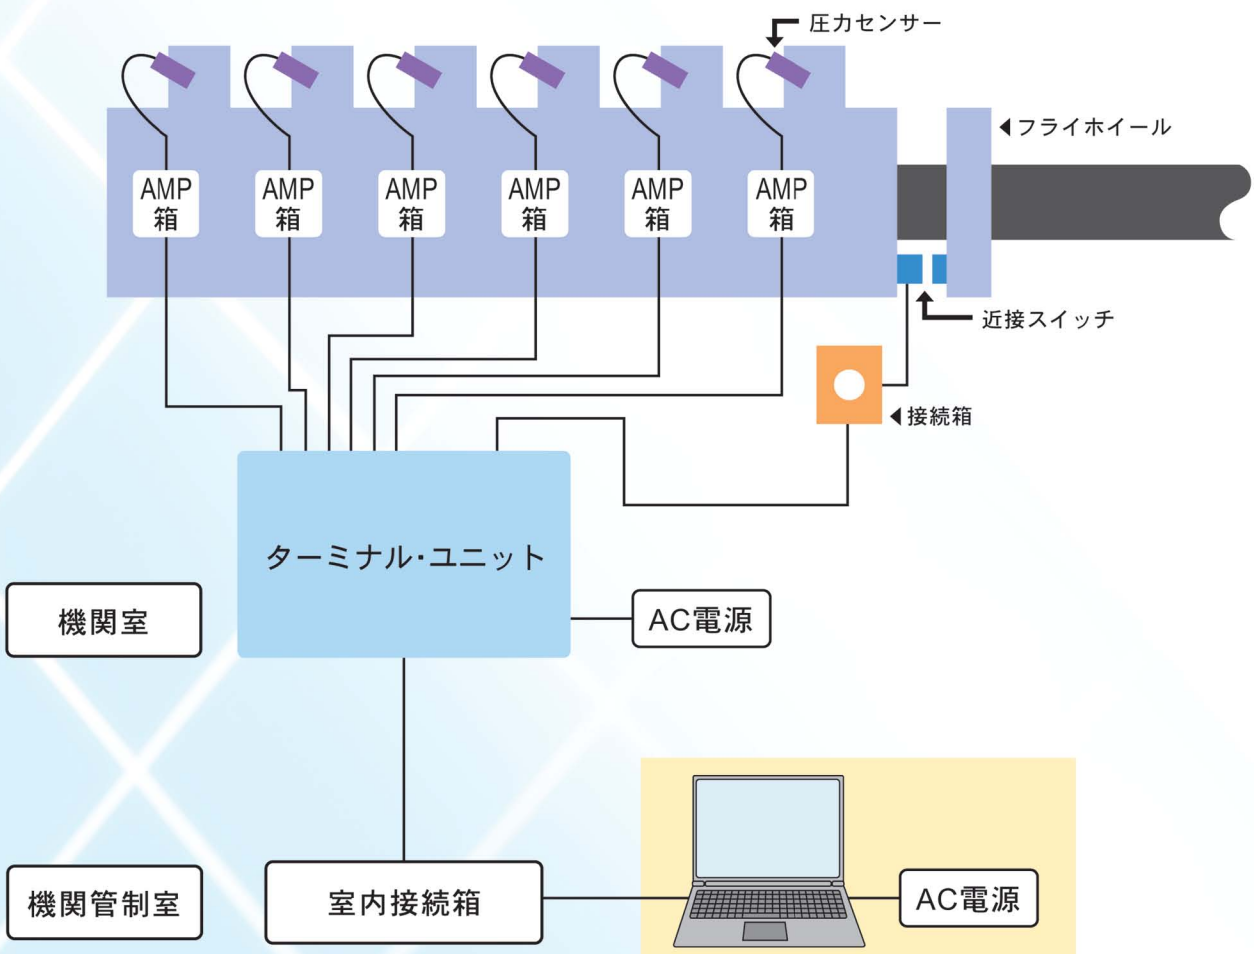 圧力センサー
フライホイール
AMP
箱
AMP
箱
AMP
箱
AMP
箱
AMP
箱
AMP
箱
近接スイッチ
接続箱
ターミナル・ユニット
機関室
AC電源
機関管制室
室内接続箱
AC電源